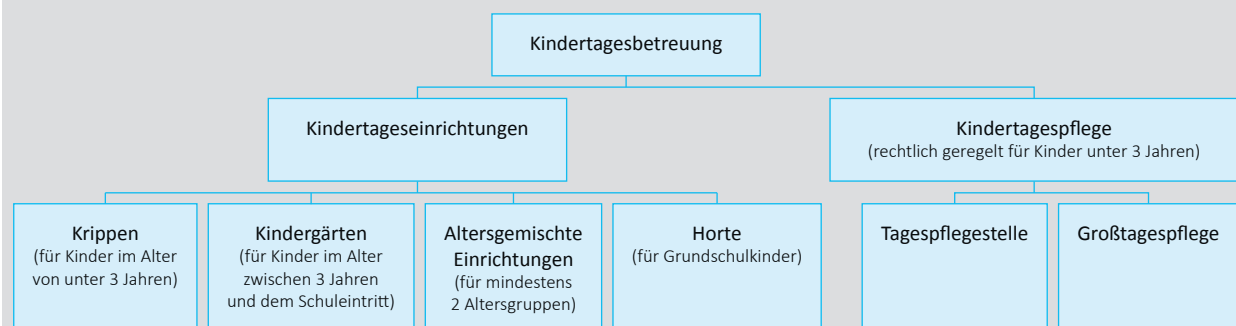 Kindertagesbetreuung
Kindertageseinrichtungen
Kindertagespflege
(rechtlich geregelt für Kinder unter 3 Jahren)
Krippen
(für Kinder im Alter
von unter 3 Jahren)
Kindergärten
(für Kinder im Alter
zwischen 3 Jahren
und dem Schuleintritt)
Altersgemischte
Einrichtungen
(für mindestens
2 Altersgruppen)
Horte
(für Grundschulkinder)
Tagespflegestelle
Großtagespflege